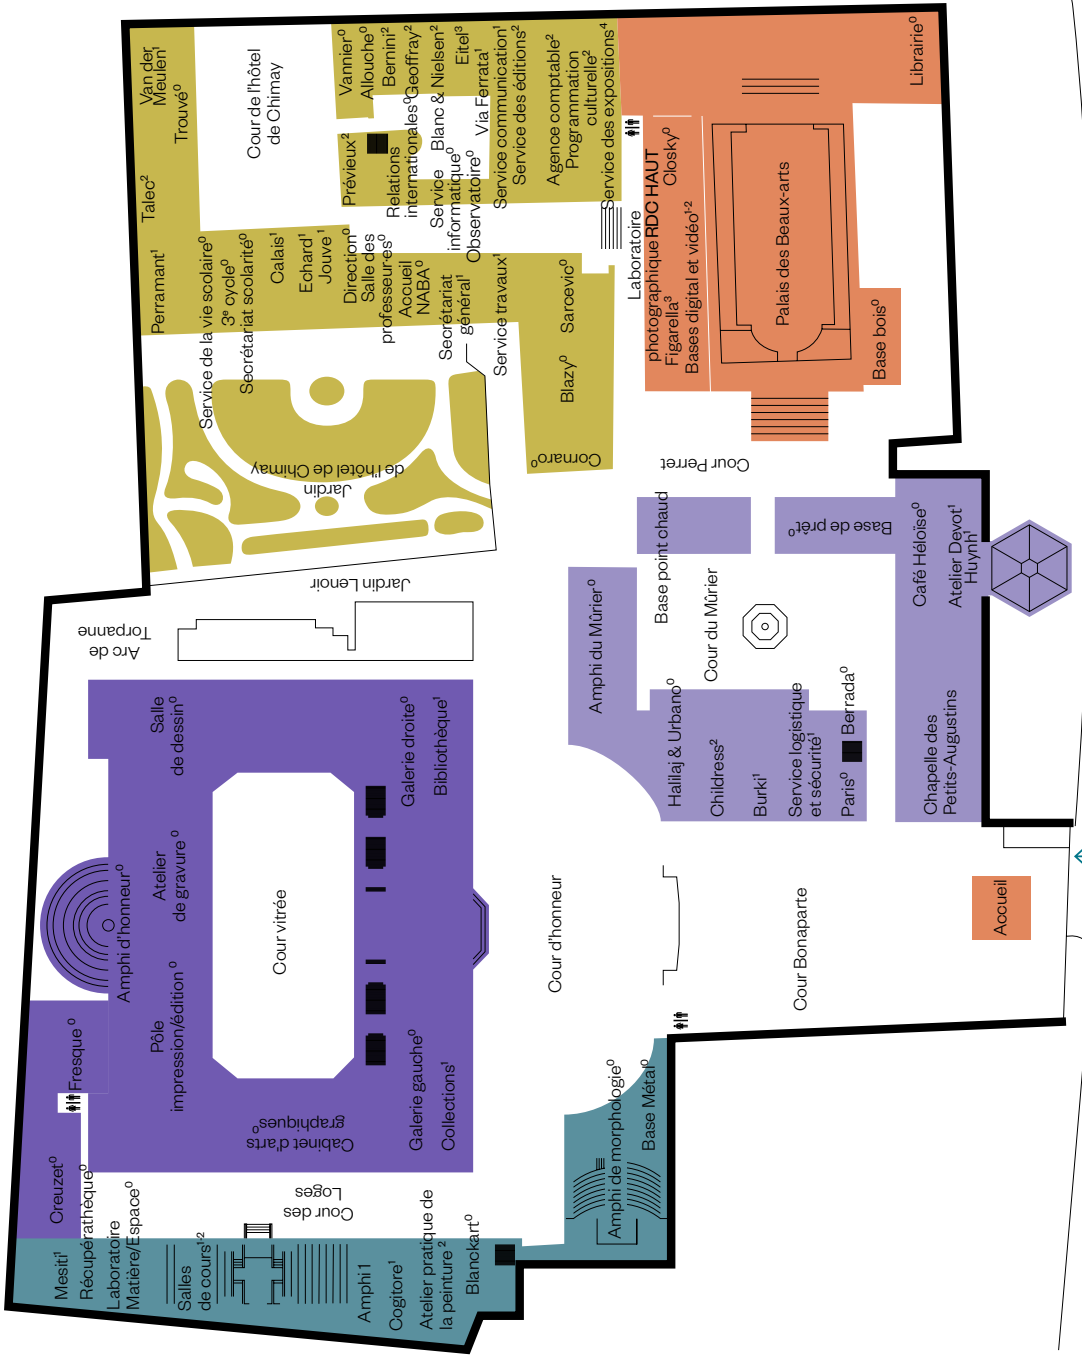 Van der
Meulen¹
Trouvé⁰
Talec²
Perramant¹
Cour de l'hôtel
de Chimay
Vannier⁰
Allouche⁰
Bernini²
Geoffray²
Blanc & Nielsen²
Eitel³
Via Ferrata¹
Service communication¹
Service des éditions²
Agence comptable²
Programmation
culturelle²
Service des expositions⁴
Prévieux²
Relations
internationales⁰
Service
informatique⁰
Observatoire⁰
Service de la vie scolaire⁰
3ᵉ cycle⁰
Secrétariat scolarité⁰
Calais¹
Echard¹
Jouve¹
Direction⁰
Salle des
professeur·es⁰
Accueil
NABA⁰
Secrétariat
général¹
Service travaux¹
Saroevic⁰
Blazy⁰
Cornaro⁰
Jardin
de l'hôtel de Chimay
Librairie⁰
Laboratoire
photographique RDC HAUT
Closky⁰
Figarella³
Bases digital et vidéo¹⁻²
Palais des Beaux-arts
Base bois⁰
Cour Perret
Jardin Lenoir
Arc de
Torpanne
Base point chaud
Base de prêt⁰
Café Héloïse⁰
Atelier Devot¹
Huynh¹
Amphi du Mûrier⁰
Cour du Mûrier
Halilaj & Urbano⁰
Childress²
Burki¹
Service logistique
et sécurité¹
Paris⁰
Berrada⁰
Chapelle des
Petits-Augustins
Salle
de dessin⁰
Galerie droite⁰
Bibliothèque¹
Atelier
de gravure⁰
Amphi d'honneur⁰
Cour vitrée
Pôle
impression/édition⁰
Fresque⁰
Cabinet d'arts
graphiques⁰
Galerie gauche⁰
Collections¹
Cour d'honneur
Cour Bonaparte
Accueil
Creuzet⁰
Cour des
Loges
Mesiti¹
Récupérathèque⁰
Laboratoire
Matière/Espace⁰
Salles
de cours¹⁻²
Amphi 1
Cogitore¹
Atelier pratique de
la peinture²
Blanckart⁰
Amphi de morphologie⁰
Base Métal⁰